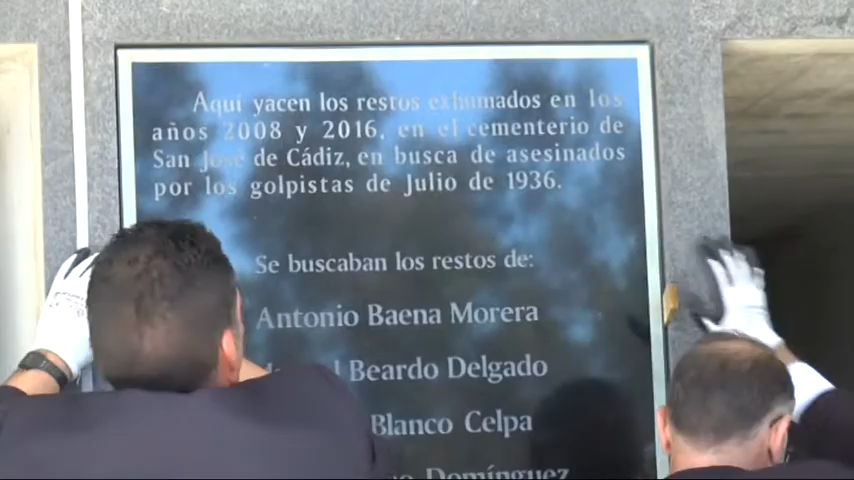 Aquí yacen los restos exhumados en los
años 2008 y 2016, en el cementerio de
San José de Cádiz, en busca de asesinados
por los golpistas de Julio de 1936.
Se buscaban los restos de:
Antonio Baena Morera
Beardo Delgado
Blanco Celpa
Domínguez